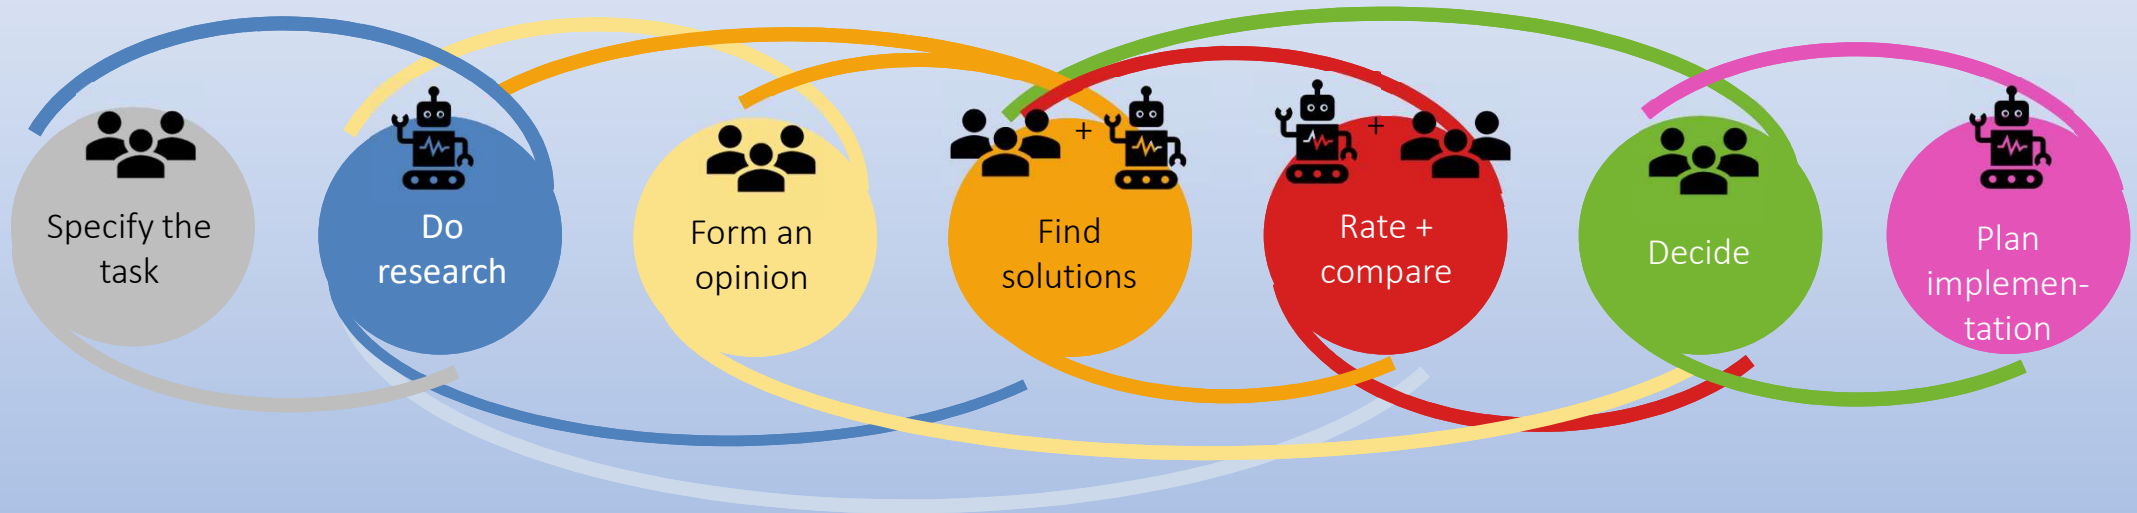 Specify the
task
Do
research
Form an
opinion
+
Find
solutions
+
Rate +
compare
Decide
Plan
implemen-
tation